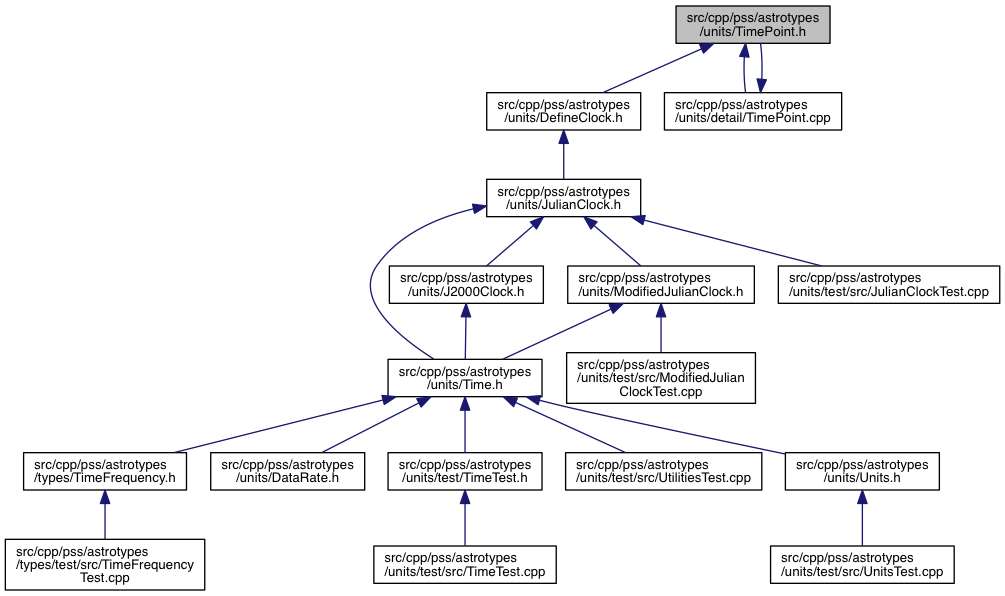 src/cpp/pss/astrotypes
/units/TimePoint.h
src/cpp/pss/astrotypes
/units/DefineClock.h
src/cpp/pss/astrotypes
/units/detail/TimePoint.cpp
src/cpp/pss/astrotypes
/units/JulianClock.h
src/cpp/pss/astrotypes
/units/J2000Clock.h
src/cpp/pss/astrotypes
/units/ModifiedJulianClock.h
src/cpp/pss/astrotypes
/units/test/src/JulianClockTest.cpp
src/cpp/pss/astrotypes
/units/Time.h
src/cpp/pss/astrotypes
/units/test/src/ModifiedJulian
ClockTest.cpp
src/cpp/pss/astrotypes
/types/TimeFrequency.h
src/cpp/pss/astrotypes
/units/DataRate.h
src/cpp/pss/astrotypes
/units/test/TimeTest.h
src/cpp/pss/astrotypes
/units/test/src/UtilitiesTest.cpp
src/cpp/pss/astrotypes
/units/Units.h
src/cpp/pss/astrotypes
/types/test/src/TimeFrequency
Test.cpp
src/cpp/pss/astrotypes
/units/test/src/TimeTest.cpp
src/cpp/pss/astrotypes
/units/test/src/UnitsTest.cpp